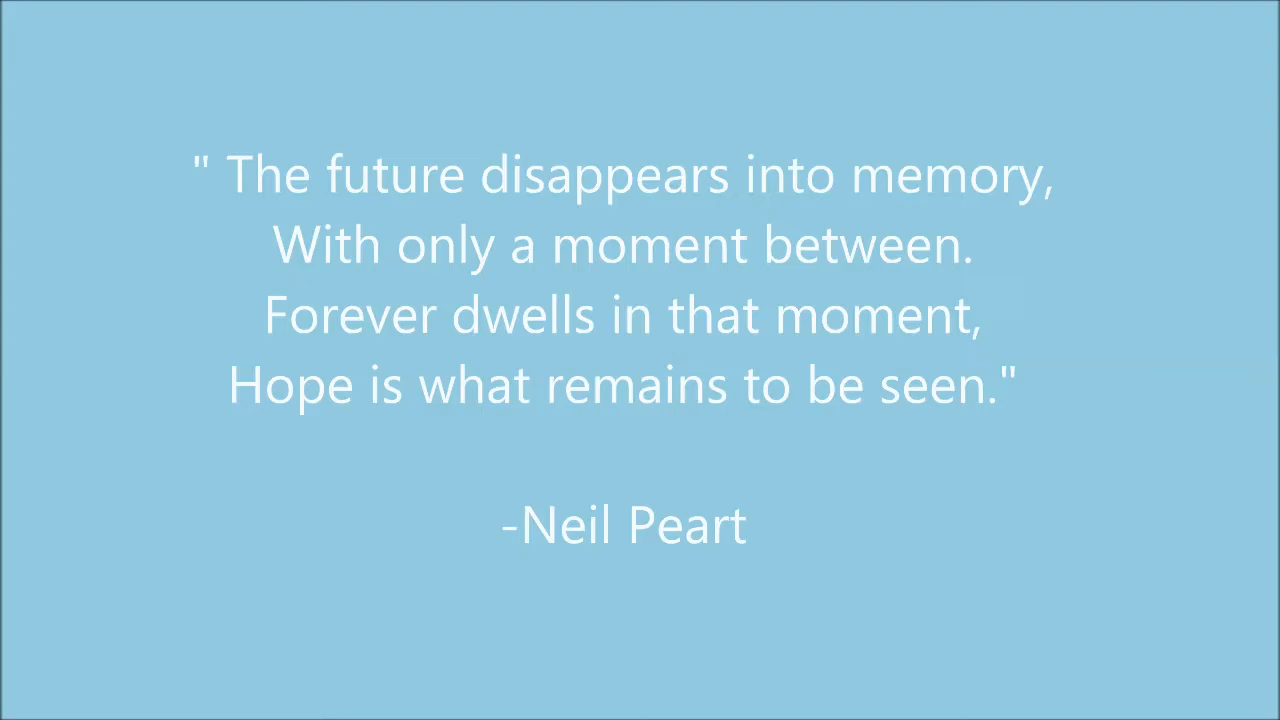 " The future disappears into memory,
With only a moment between.
Forever dwells in that moment,
Hope is what remains to be seen."
-Neil Peart